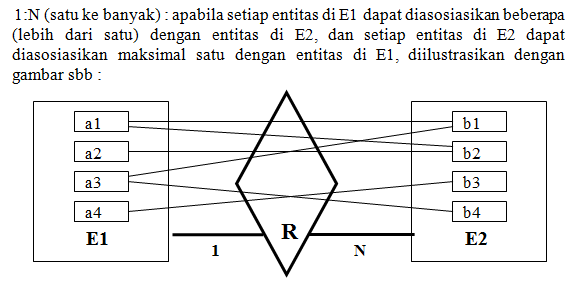 1:N (satu ke banyak) : apabila setiap entitas di E1 dapat diasosiasikan beberapa
(lebih dari satu) dengan entitas di E2, dan setiap entitas di E2 dapat
diasosiasikan maksimal satu dengan entitas di E1, diilustrasikan dengan
gambar sbb :
a1
b1
a2
b2
a3
b3
a4
b4
E1
R
E2
1
N